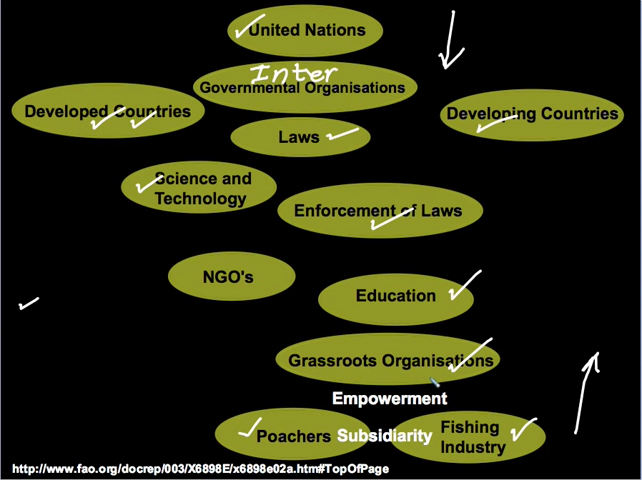 United Nations
Inter
Governmental Organisations
Developed Countries
Developing Countries
Laws
Science and
Technology
Enforcement of Laws
NGO's
Education
Grassroots Organisations
Empowerment
Poachers
Subsidiarity
Fishing
Industry
http://www.fao.org/docrep/003/X6898E/x6898e02a.htm#TopOfPage